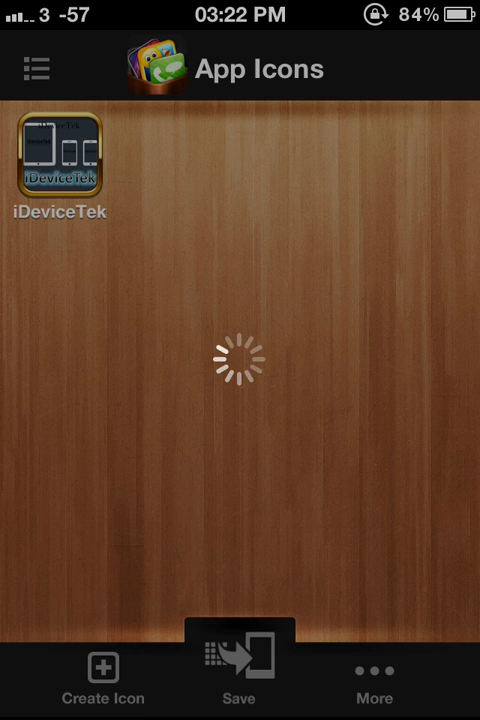 3 -57 03:22 PM 84%
App Icons
iDeviceTek
iDeviceTek
Create Icon Save More